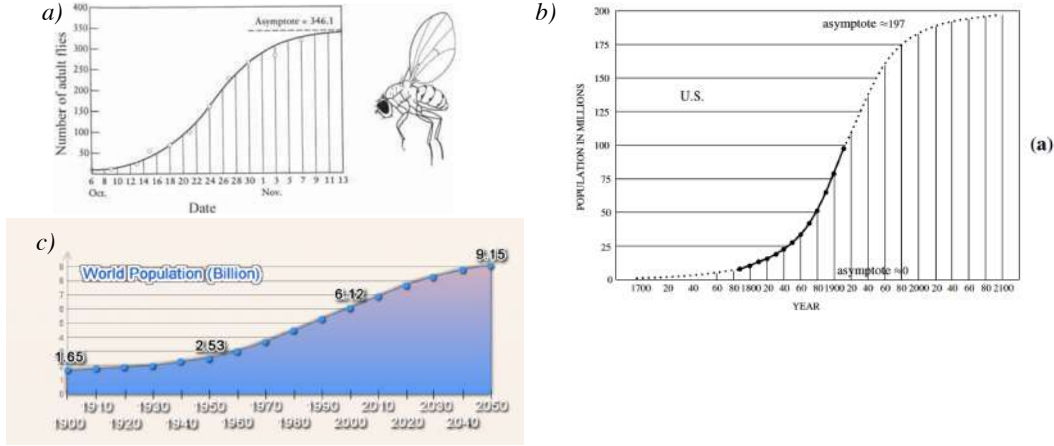 a)
Number of adult flies
400
350
300
250
200
150
100
50
Asymptote = 346.1
6 8 10 12 14 16 18 20 22 24 26 28 30 1 3 5 7 9 11 13
Oct. Nov.
Date
b)
POPULATION IN MILLIONS
200
175
150
125
100
75
50
25
0
asymptote ≈197
U.S.
asymptote ≈0
1700 20 40 60 80 1800 20 40 60 80 1900 20 40 60 80 2000 20 40 60 80 2100
YEAR
(a)
c)
World Population (Billion)
1.65
2.53
6.12
9.15
1910 1930 1950 1970 1990 2010 2030 2050
1900 1920 1940 1960 1980 2000 2020 2040